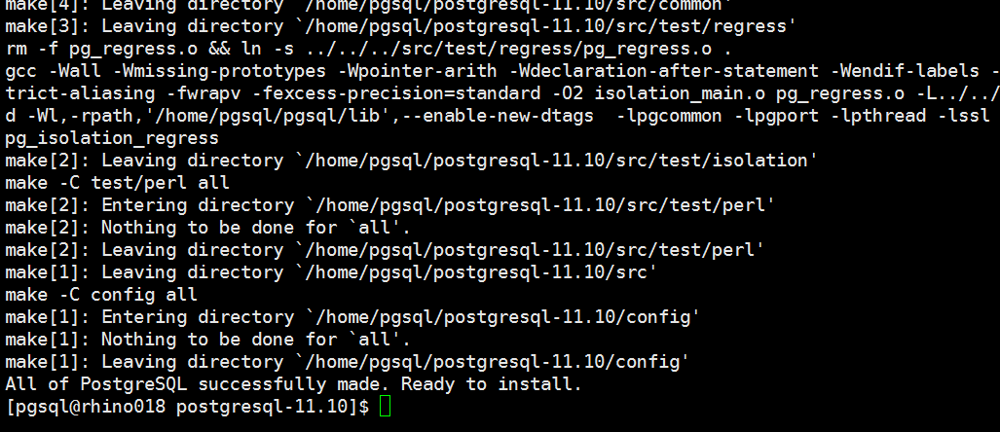 make[4]: Leaving directory `/home/pgsql/postgresql-11.10/src/common'
make[3]: Leaving directory `/home/pgsql/postgresql-11.10/src/test/regress'
rm -f pg_regress.o && ln -s ../../../src/test/regress/pg_regress.o .
gcc -Wall -Wmissing-prototypes -Wpointer-arith -Wdeclaration-after-statement -Wendif-labels -
trict-aliasing -fwrapv -fexcess-precision=standard -O2 isolation_main.o pg_regress.o -L../../
d -Wl,-rpath,'/home/pgsql/pgsql/lib',--enable-new-dtags  -lpgcommon -lpgport -lpthread -lssl
pg_isolation_regress
make[2]: Leaving directory `/home/pgsql/postgresql-11.10/src/test/isolation'
make -C test/perl all
make[2]: Entering directory `/home/pgsql/postgresql-11.10/src/test/perl'
make[2]: Nothing to be done for `all'.
make[2]: Leaving directory `/home/pgsql/postgresql-11.10/src/test/perl'
make[1]: Leaving directory `/home/pgsql/postgresql-11.10/src'
make -C config all
make[1]: Entering directory `/home/pgsql/postgresql-11.10/config'
make[1]: Nothing to be done for `all'.
make[1]: Leaving directory `/home/pgsql/postgresql-11.10/config'
All of PostgreSQL successfully made. Ready to install.
[pgsql@rhino018 postgresql-11.10]$